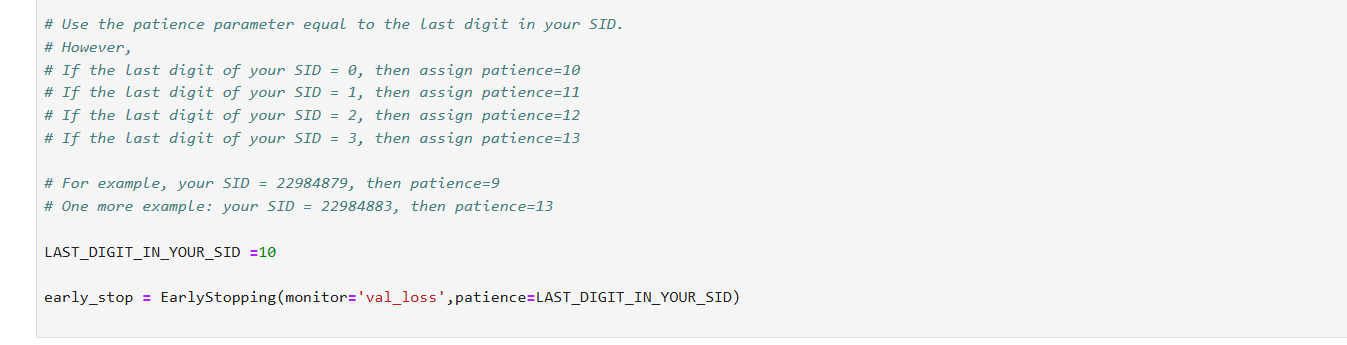 # Use the patience parameter equal to the last digit in your SID.
# However,
# If the last digit of your SID = 0, then assign patience=10
# If the last digit of your SID = 1, then assign patience=11
# If the last digit of your SID = 2, then assign patience=12
# If the last digit of your SID = 3, then assign patience=13
# For example, your SID = 22984879, then patience=9
# One more example: your SID = 22984883, then patience=13
LAST_DIGIT_IN_YOUR_SID =10
early_stop = EarlyStopping(monitor='val_loss',patience=LAST_DIGIT_IN_YOUR_SID)